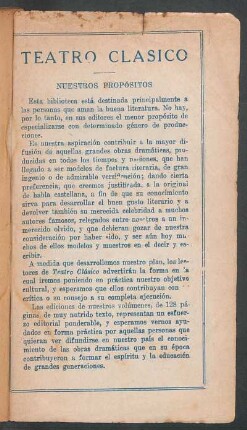 TEATRO CLASICO
NUESTROS PROPÓSITOS
Esta biblioteca está destinada principalmente a
las personas que aman la buena literatura. No hay,
por lo tanto, en sus editores el menor propósito de
especializarse con determinado género de produc-
ciones.
Es nuestra aspiración contribuir a la mayor difu-
sión de aquellas grandes obras dramáticas, pro-
ducidas en todos los tiempos y naciones, que han
llegado a ser modelos de factura literaria, de gran
ingenio o de admirable versificación; dando cierta
preferencia, que creemos justificada, a lo original
de habla castellana, a fin de que su conocimiento
sirva para desarrollar el buen gusto literario y a
devolver también su merecida celebridad a muchos
autores famosos, relegados entre nosotros a un in-
merecido olvido, y que debieran gozar de nuestra
consideración por haber sido, y ser aún hoy mu-
chos de ellos modelos y maestros en el decir y es-
cribir.
A medida que desarrollemos nuestro plan, los lec-
tores de Teatro Clásico advertirán la forma en la
cual iremos poniendo en práctica nuestro objetivo
cultural, y esperamos que ellos contribuyan con
crítica o su consejo a su completa ejecución.
Las ediciones de nuestros volúmenes, de 128 pá-
ginas de muy nutrido texto, representan un esfuer-
zo editorial ponderable, y esperamos vernos ayu-
dados en forma práctica por aquellas personas que
quieran ver difundirse en nuestro país el conoci-
miento de las obras dramáticas que en su época
contribuyeron a formar el espíritu y la educación
de grandes generaciones.